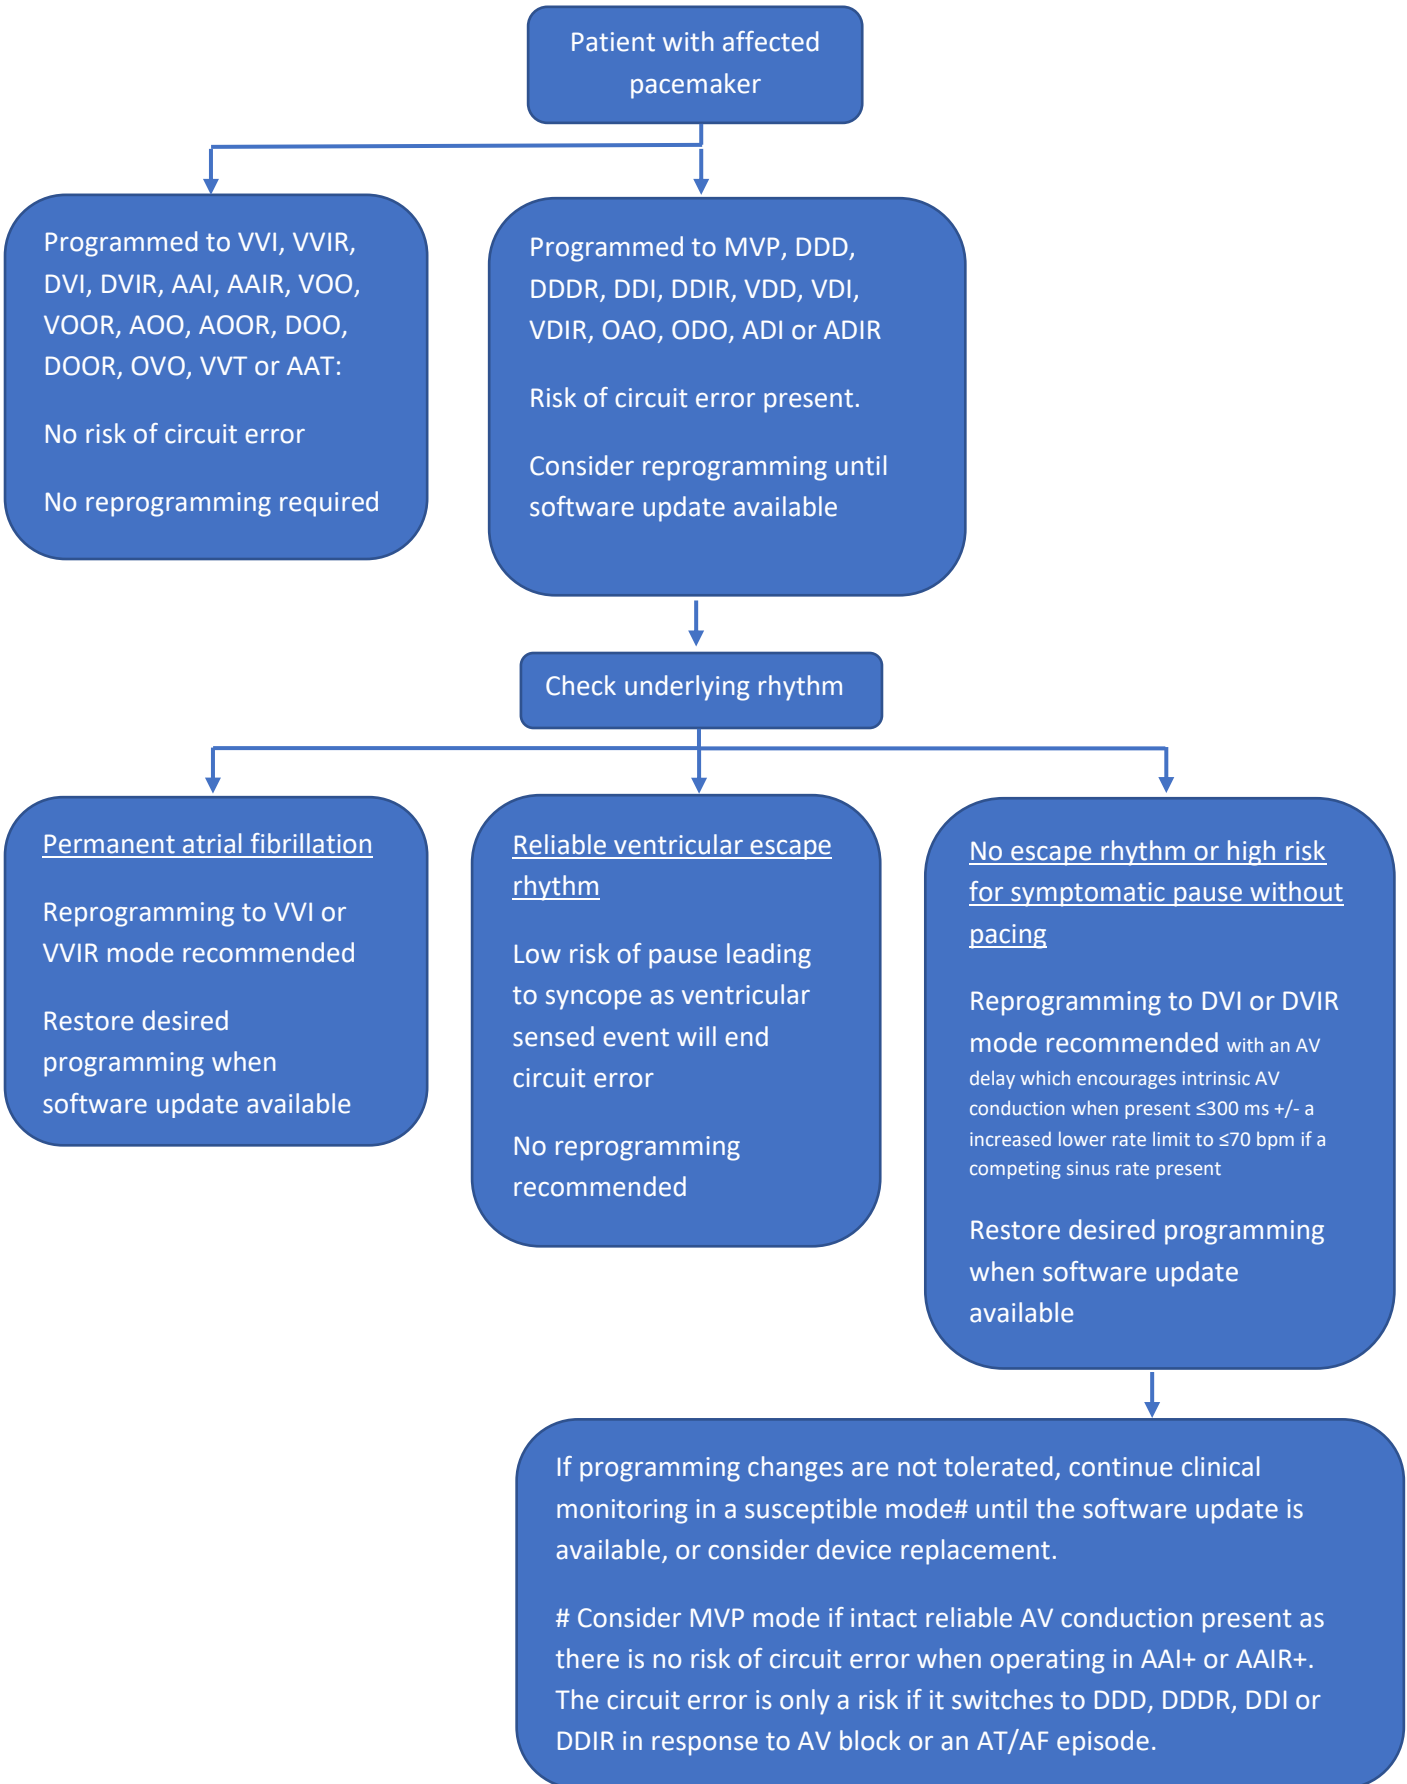 Patient with affected
pacemaker
Programmed to VVI, VVIR,
DVI, DVIR, AAI, AAIR, VOO,
VOOR, AOO, AOOR, DOO,
DOOR, OVO, VVT or AAT:
No risk of circuit error
No reprogramming required
Programmed to MVP, DDD,
DDDR, DDI, DDIR, VDD, VDI,
VDIR, OAO, ODO, ADI or ADIR
Risk of circuit error present.
Consider reprogramming until
software update available
Check underlying rhythm
Permanent atrial fibrillation
Reprogramming to VVI or
VVIR mode recommended
Restore desired
programming when
software update available
Reliable ventricular escape
rhythm
Low risk of pause leading
to syncope as ventricular
sensed event will end
circuit error
No reprogramming
recommended
No escape rhythm or high risk
for symptomatic pause without
pacing
Reprogramming to DVI or DVIR
mode recommended with an AV
delay which encourages intrinsic AV
conduction when present ≤300 ms +/- a
increased lower rate limit to ≤70 bpm if a
competing sinus rate present
Restore desired programming
when software update
available
If programming changes are not tolerated, continue clinical
monitoring in a susceptible mode# until the software update is
available, or consider device replacement.
# Consider MVP mode if intact reliable AV conduction present as
there is no risk of circuit error when operating in AAI+ or AAIR+.
The circuit error is only a risk if it switches to DDD, DDDR, DDI or
DDIR in response to AV block or an AT/AF episode.